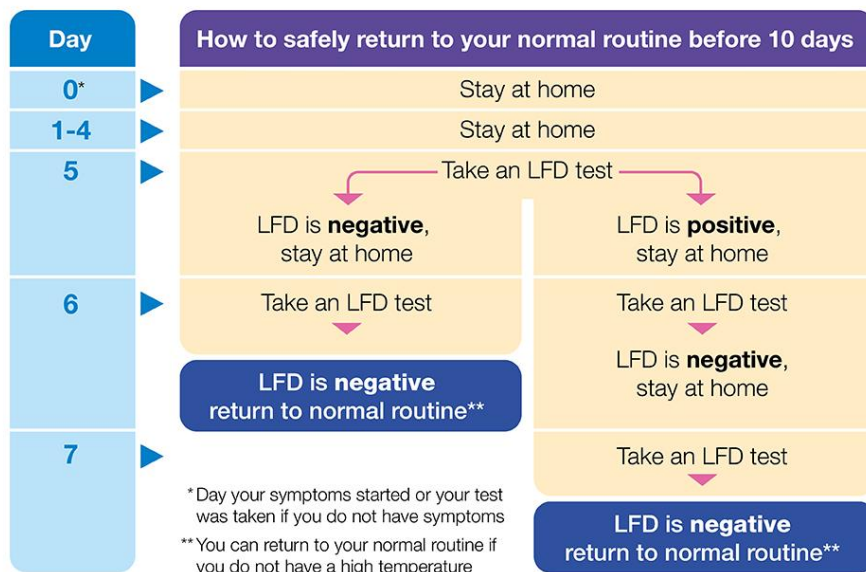 Day
How to safely return to your normal routine before 10 days
0*
Stay at home
1-4
Stay at home
5
Take an LFD test
LFD is negative,
stay at home
LFD is positive,
stay at home
6
Take an LFD test
LFD is negative
return to normal routine**
Take an LFD test
LFD is negative,
stay at home
7
Take an LFD test
LFD is negative
return to normal routine**
*Day your symptoms started or your test
was taken if you do not have symptoms
**You can return to your normal routine if
you do not have a high temperature